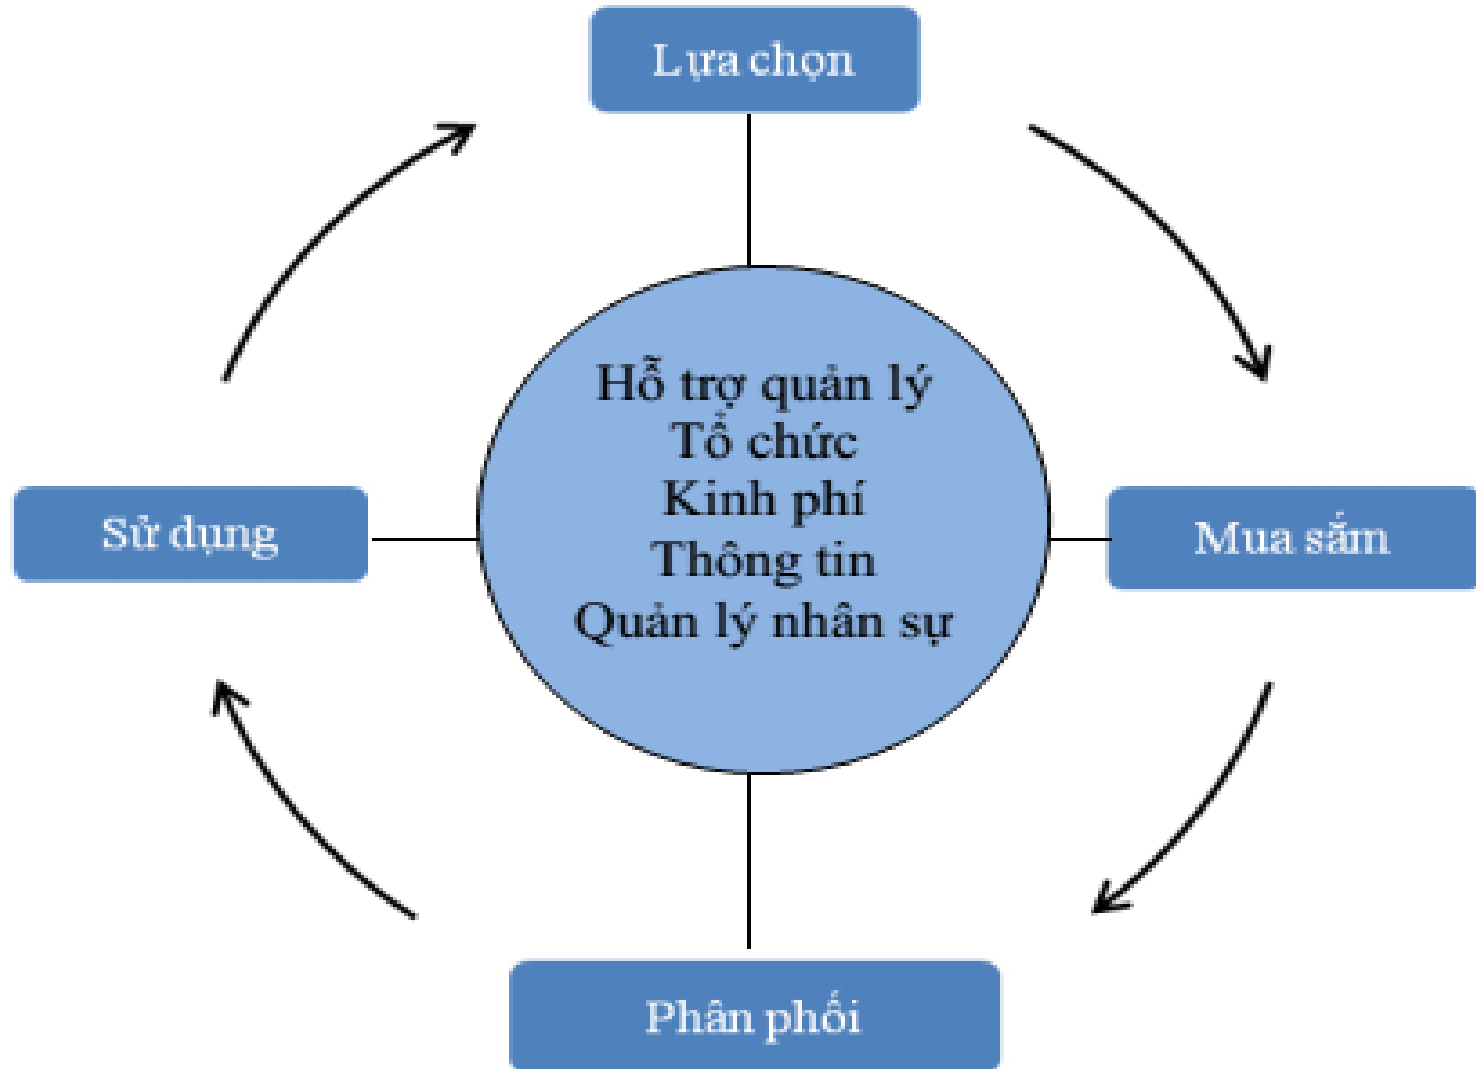 Lựa chọn
Hỗ trợ quản lý
Tổ chức
Kinh phí
Thông tin
Quản lý nhân sự
Sử dụng
Mua sắm
Phân phối